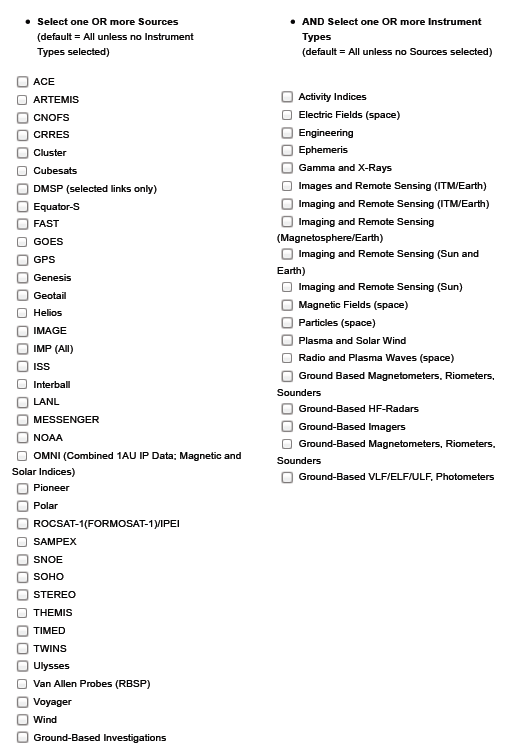 Select one OR more Sources
(default = All unless no Instrument
Types selected)
ACE
ARTEMIS
CNOFS
CRRES
Cluster
Cubesats
DMSP (selected links only)
Equator-S
FAST
GOES
GPS
Genesis
Geotail
Helios
IMAGE
IMP (All)
ISS
Interball
LANL
MESSENGER
NOAA
OMNI (Combined 1AU IP Data; Magnetic and
Solar Indices)
Pioneer
Polar
ROCSAT-1(FORMOSAT-1)/IPEI
SAMPEX
SNOE
SOHO
STEREO
THEMIS
TIMED
TWINS
Ulysses
Van Allen Probes (RBSP)
Voyager
Wind
Ground-Based Investigations
AND Select one OR more Instrument
Types
(default = All unless no Sources selected)
Activity Indices
Electric Fields (space)
Engineering
Ephemeris
Gamma and X-Rays
Images and Remote Sensing (ITM/Earth)
Imaging and Remote Sensing (ITM/Earth)
Imaging and Remote Sensing
(Magnetosphere/Earth)
Imaging and Remote Sensing (Sun and
Earth)
Imaging and Remote Sensing (Sun)
Magnetic Fields (space)
Particles (space)
Plasma and Solar Wind
Radio and Plasma Waves (space)
Ground Based Magnetometers, Riometers,
Sounders
Ground-Based HF-Radars
Ground-Based Imagers
Ground-Based Magnetometers, Riometers,
Sounders
Ground-Based VLF/ELF/ULF, Photometers